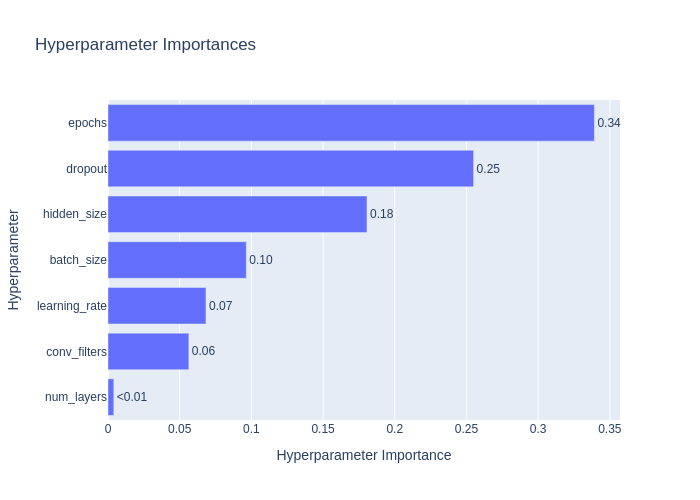 Hyperparameter Importances
Hyperparameter
epochs 0.34
dropout 0.25
hidden_size 0.18
batch_size 0.10
learning_rate 0.07
conv_filters 0.06
num_layers <0.01
0 0.05 0.1 0.15 0.2 0.25 0.3 0.35
Hyperparameter Importance